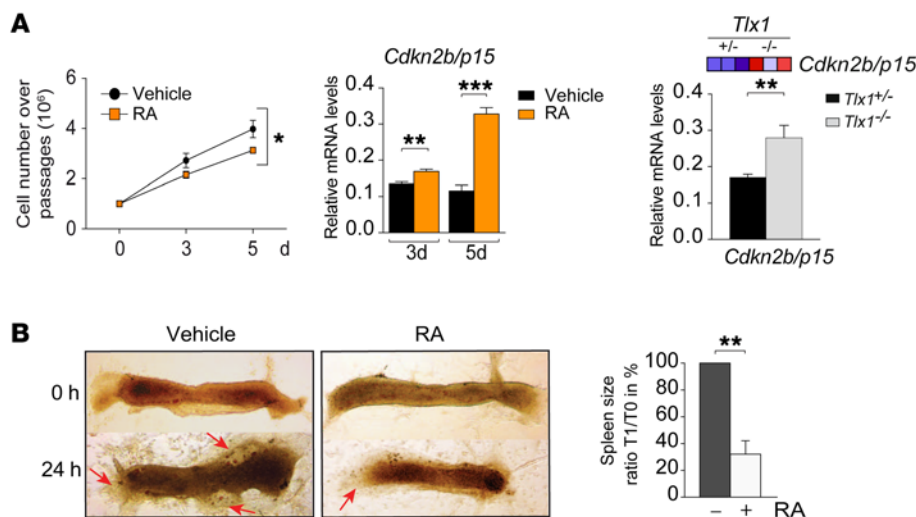 A
Cell number over
passages (10⁶)
6
4
2
0
0 3 5 d
Vehicle
RA
*
Cdkn2b/p15
Relative mRNA levels
0.4
0.3
0.2
0.1
0.0
**
***
Vehicle
RA
3d 5d
Tlx1
+/- -/-
Cdkn2b/p15
Relative mRNA levels
0.4
0.3
0.2
0.1
0.0
**
Tlx1+/-
Tlx1-/-
Cdkn2b/p15
B
Vehicle RA
0 h
24 h
Spleen size
ratio T1/T0 in %
100
80
60
40
20
0
**
– + RA